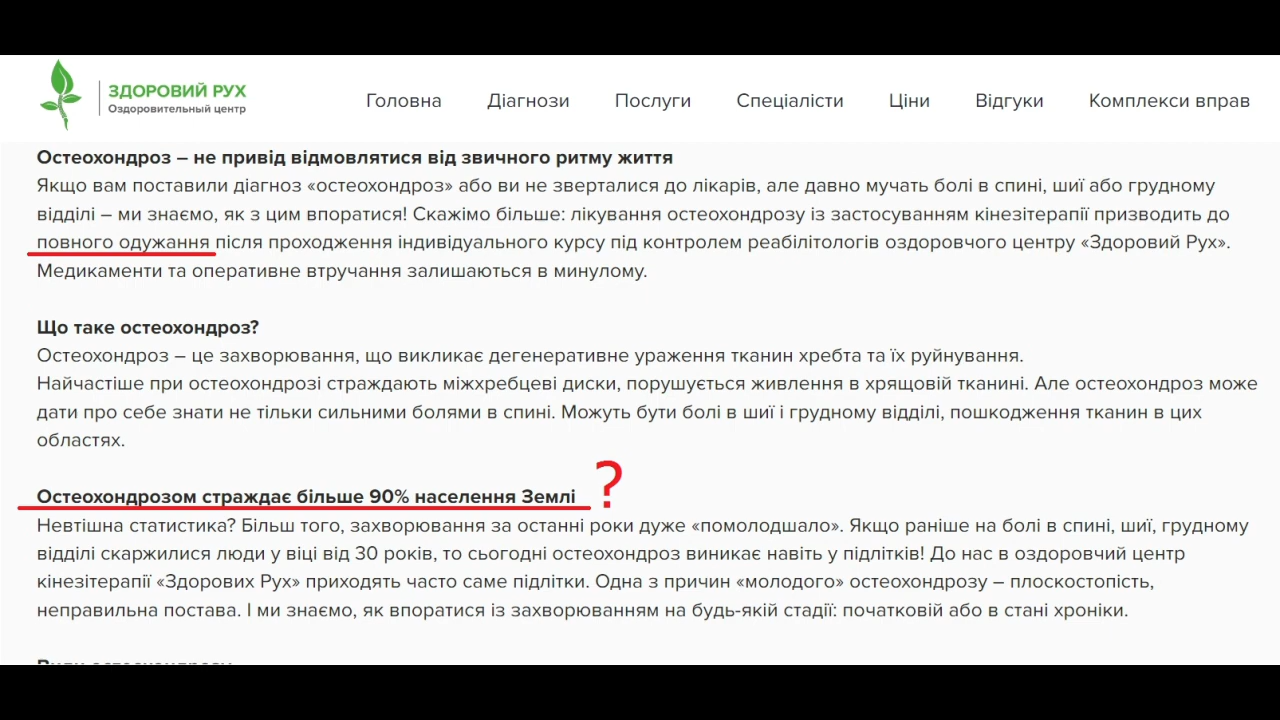 ЗДОРОВИЙ РУХ
Оздоровительный центр
Головна Діагнози Послуги Спеціалісти Ціни Відгуки Комплекси вправ
Остеохондроз – не привід відмовлятися від звичного ритму життя
Якщо вам поставили діагноз «остеохондроз» або ви не зверталися до лікарів, але давно мучать болі в спині, шиї або грудному
відділі – ми знаємо, як з цим впоратися! Скажімо більше: лікування остеохондрозу із застосуванням кінезітерапії призводить до
повного одужання після проходження індивідуального курсу під контролем реабілітологів оздоровчого центру «Здоровий Рух».
Медикаменти та оперативне втручання залишаються в минулому.
Що таке остеохондроз?
Остеохондроз – це захворювання, що викликає дегенеративне ураження тканин хребта та їх руйнування.
Найчастіше при остеохондрозі страждають міжхребцеві диски, порушується живлення в хрящовій тканині. Але остеохондроз може
дати про себе знати не тільки сильними болями в спині. Можуть бути болі в шиї і грудному відділі, пошкодження тканин в цих
областях.
Остеохондрозом страждає більше 90% населення Землі ?
Невтішна статистика? Більш того, захворювання за останні роки дуже «помолодшало». Якщо раніше на болі в спині, шиї, грудному
відділі скаржилися люди у віці від 30 років, то сьогодні остеохондроз виникає навіть у підлітків! До нас в оздоровчий центр
кінезітерапії «Здорових Рух» приходять часто саме підлітки. Одна з причин «молодого» остеохондрозу – плоскостопість,
неправильна постава. І ми знаємо, як впоратися із захворюванням на будь-якій стадії: початковій або в стані хроніки.